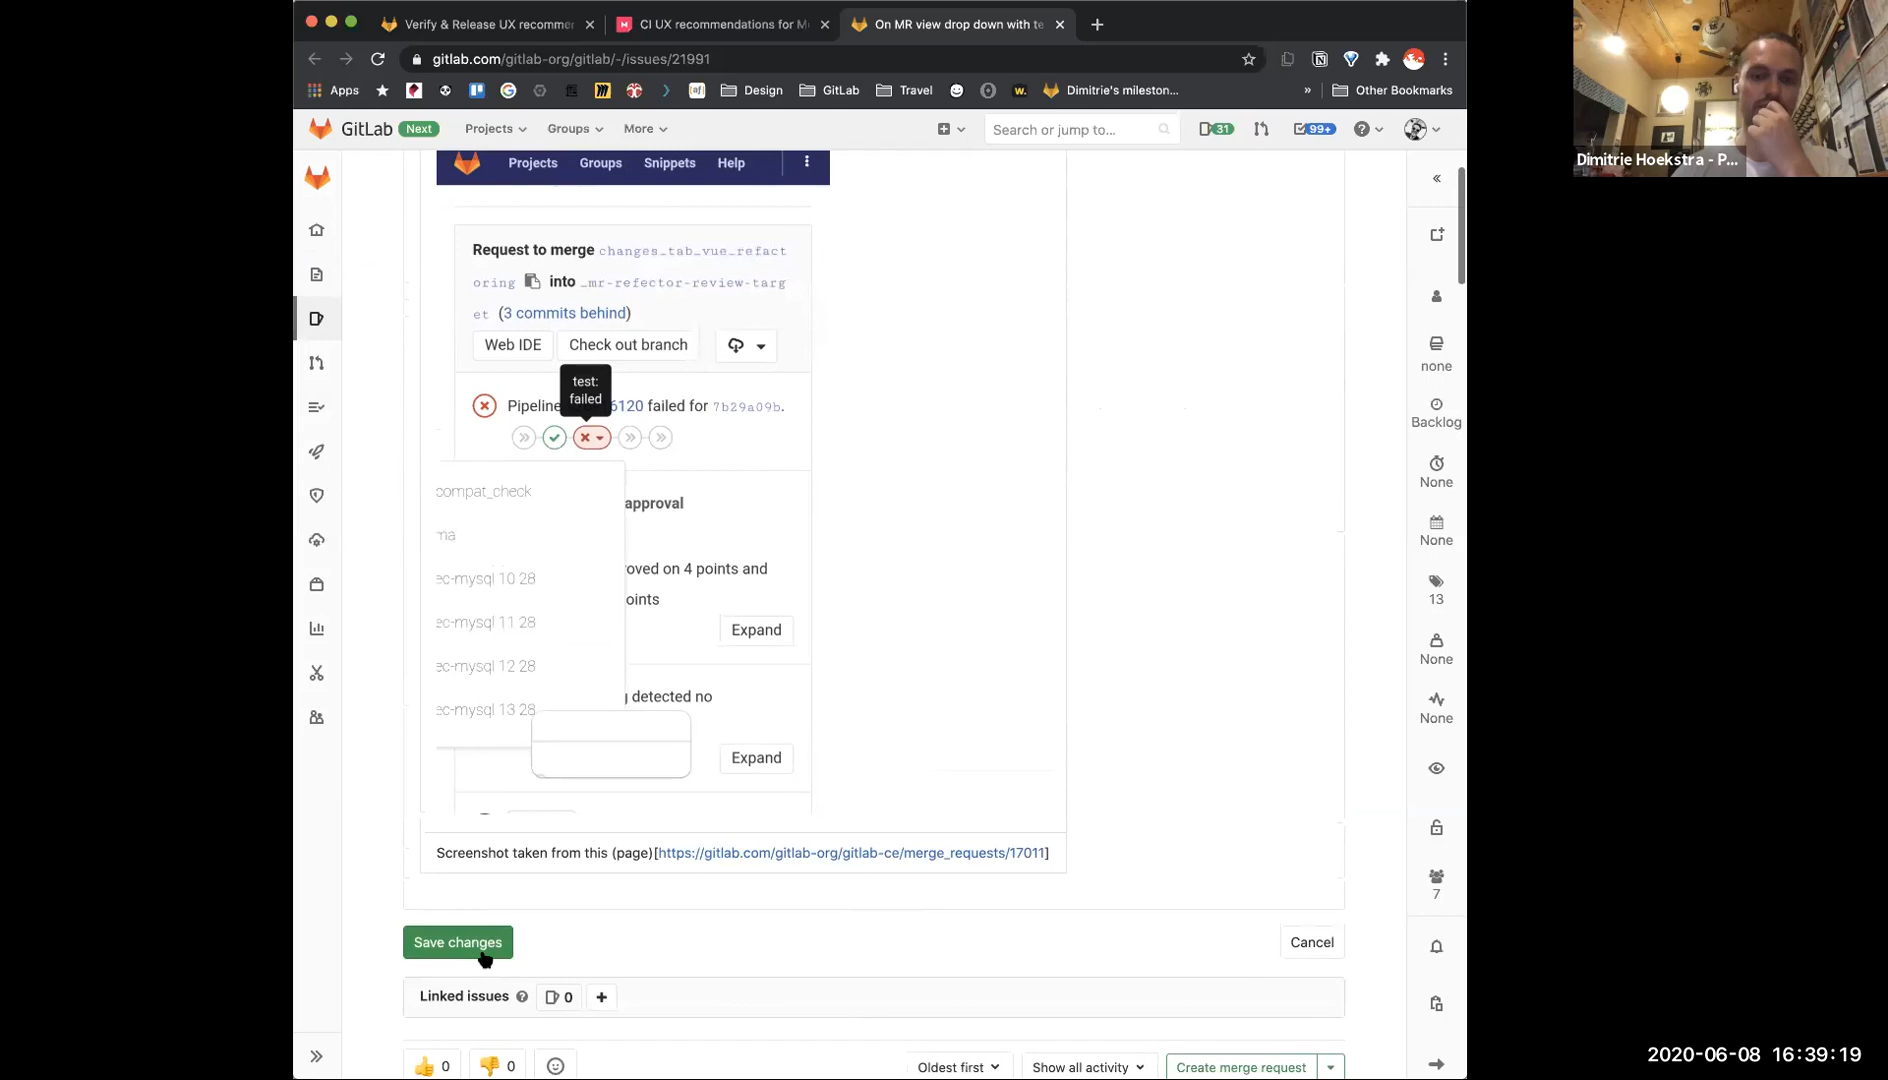 Verify & Release UX recommen
CI UX recommendations for M
On MR view drop down with te
gitlab.com/gitlab-org/gitlab/-/issues/21991
Apps
Design
GitLab
Travel
Dimitrie's mileston...
»
Other Bookmarks
GitLab
Next
Projects
Groups
More
Search or jump to...
31
99+
Projects
Groups
Snippets
Help
Request to merge changes_tab_vue_refact
oring into _mr-refector-review-targ
et (3 commits behind)
Web IDE
Check out branch
test:
failed
Pipeline 6120 failed for 7b29a09b.
compat_check
approval
ma
oved on 4 points and
ec-mysql 10 28
oints
ec-mysql 11 28
Expand
ec-mysql 12 28
detected no
ec-mysql 13 28
Expand
Screenshot taken from this (page)[https://gitlab.com/gitlab-org/gitlab-ce/merge_requests/17011]
Save changes
Cancel
Linked issues
0
0
0
Oldest first
Show all activity
Create merge request
none
Backlog
None
None
13
None
None
7
Dimitrie Hoekstra - P...
2020-06-08 16:39:19